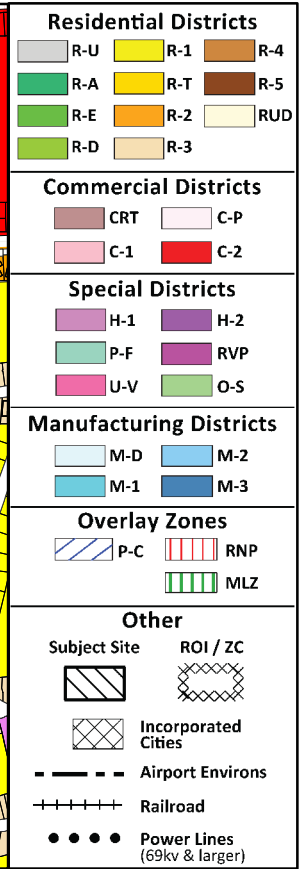 Residential Districts
R-U R-1 R-4
R-A R-T R-5
R-E R-2 RUD
R-D R-3
Commercial Districts
CRT C-P
C-1 C-2
Special Districts
H-1 H-2
P-F RVP
U-V O-S
Manufacturing Districts
M-D M-2
M-1 M-3
Overlay Zones
P-C RNP
MLZ
Other
Subject Site ROI / ZC
Incorporated
Cities
Airport Environs
Railroad
Power Lines
(69kv & larger)